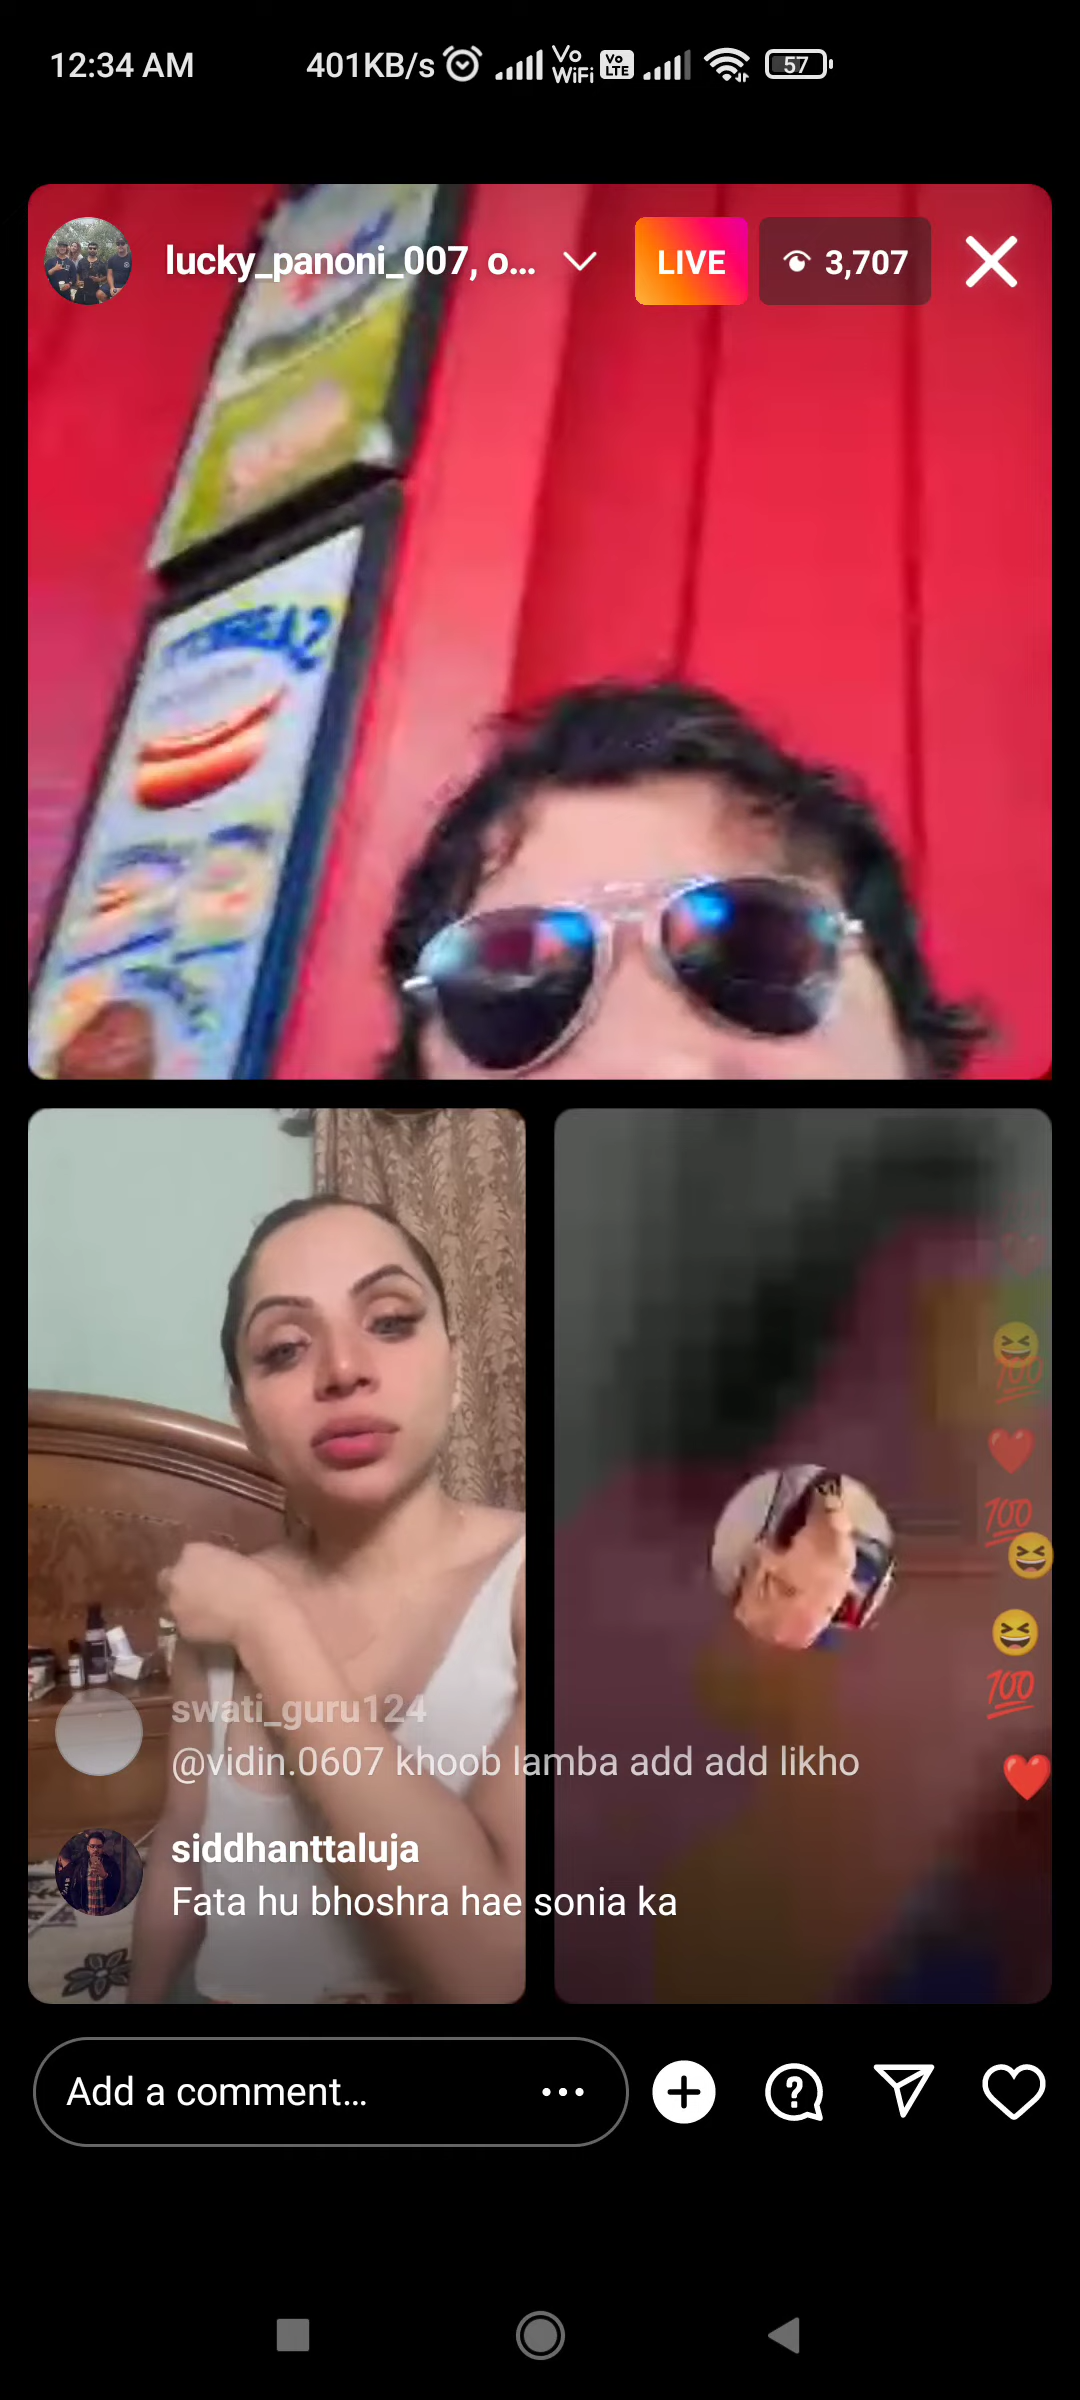 12:34 AM 401KB/s Vo WiFi Vo LTE 57
lucky_panoni_007, o... LIVE 3,707
swati_guru124
@vidin.0607 khoob lamba add add likho
siddhanttaluja
Fata hu bhoshra hae sonia ka
Add a comment...